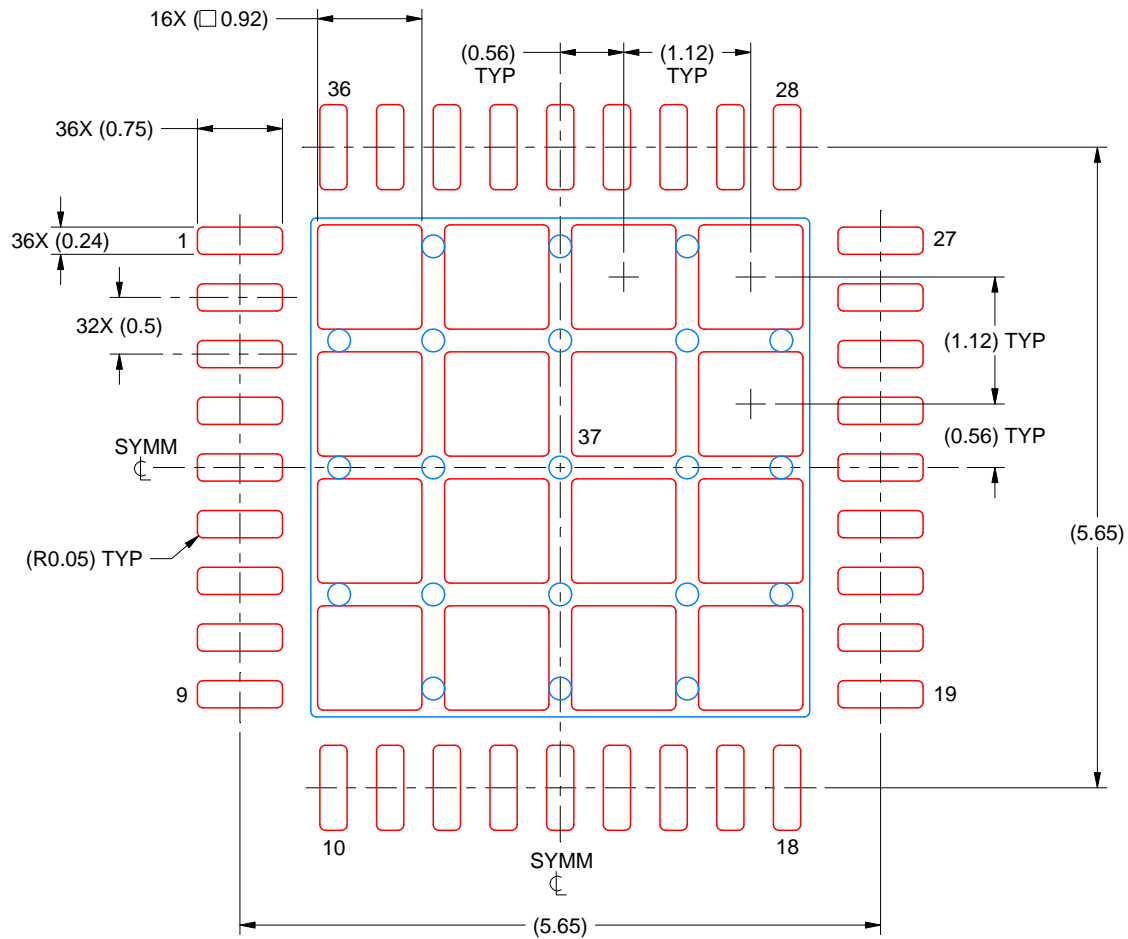 16X (□ 0.92)
(0.56)
TYP
(1.12)
TYP
36
28
36X (0.75)
36X (0.24)
1
27
32X (0.5)
(1.12) TYP
37
(0.56) TYP
SYMM
℄
(5.65)
(R0.05) TYP
9
19
10
18
SYMM
℄
(5.65)